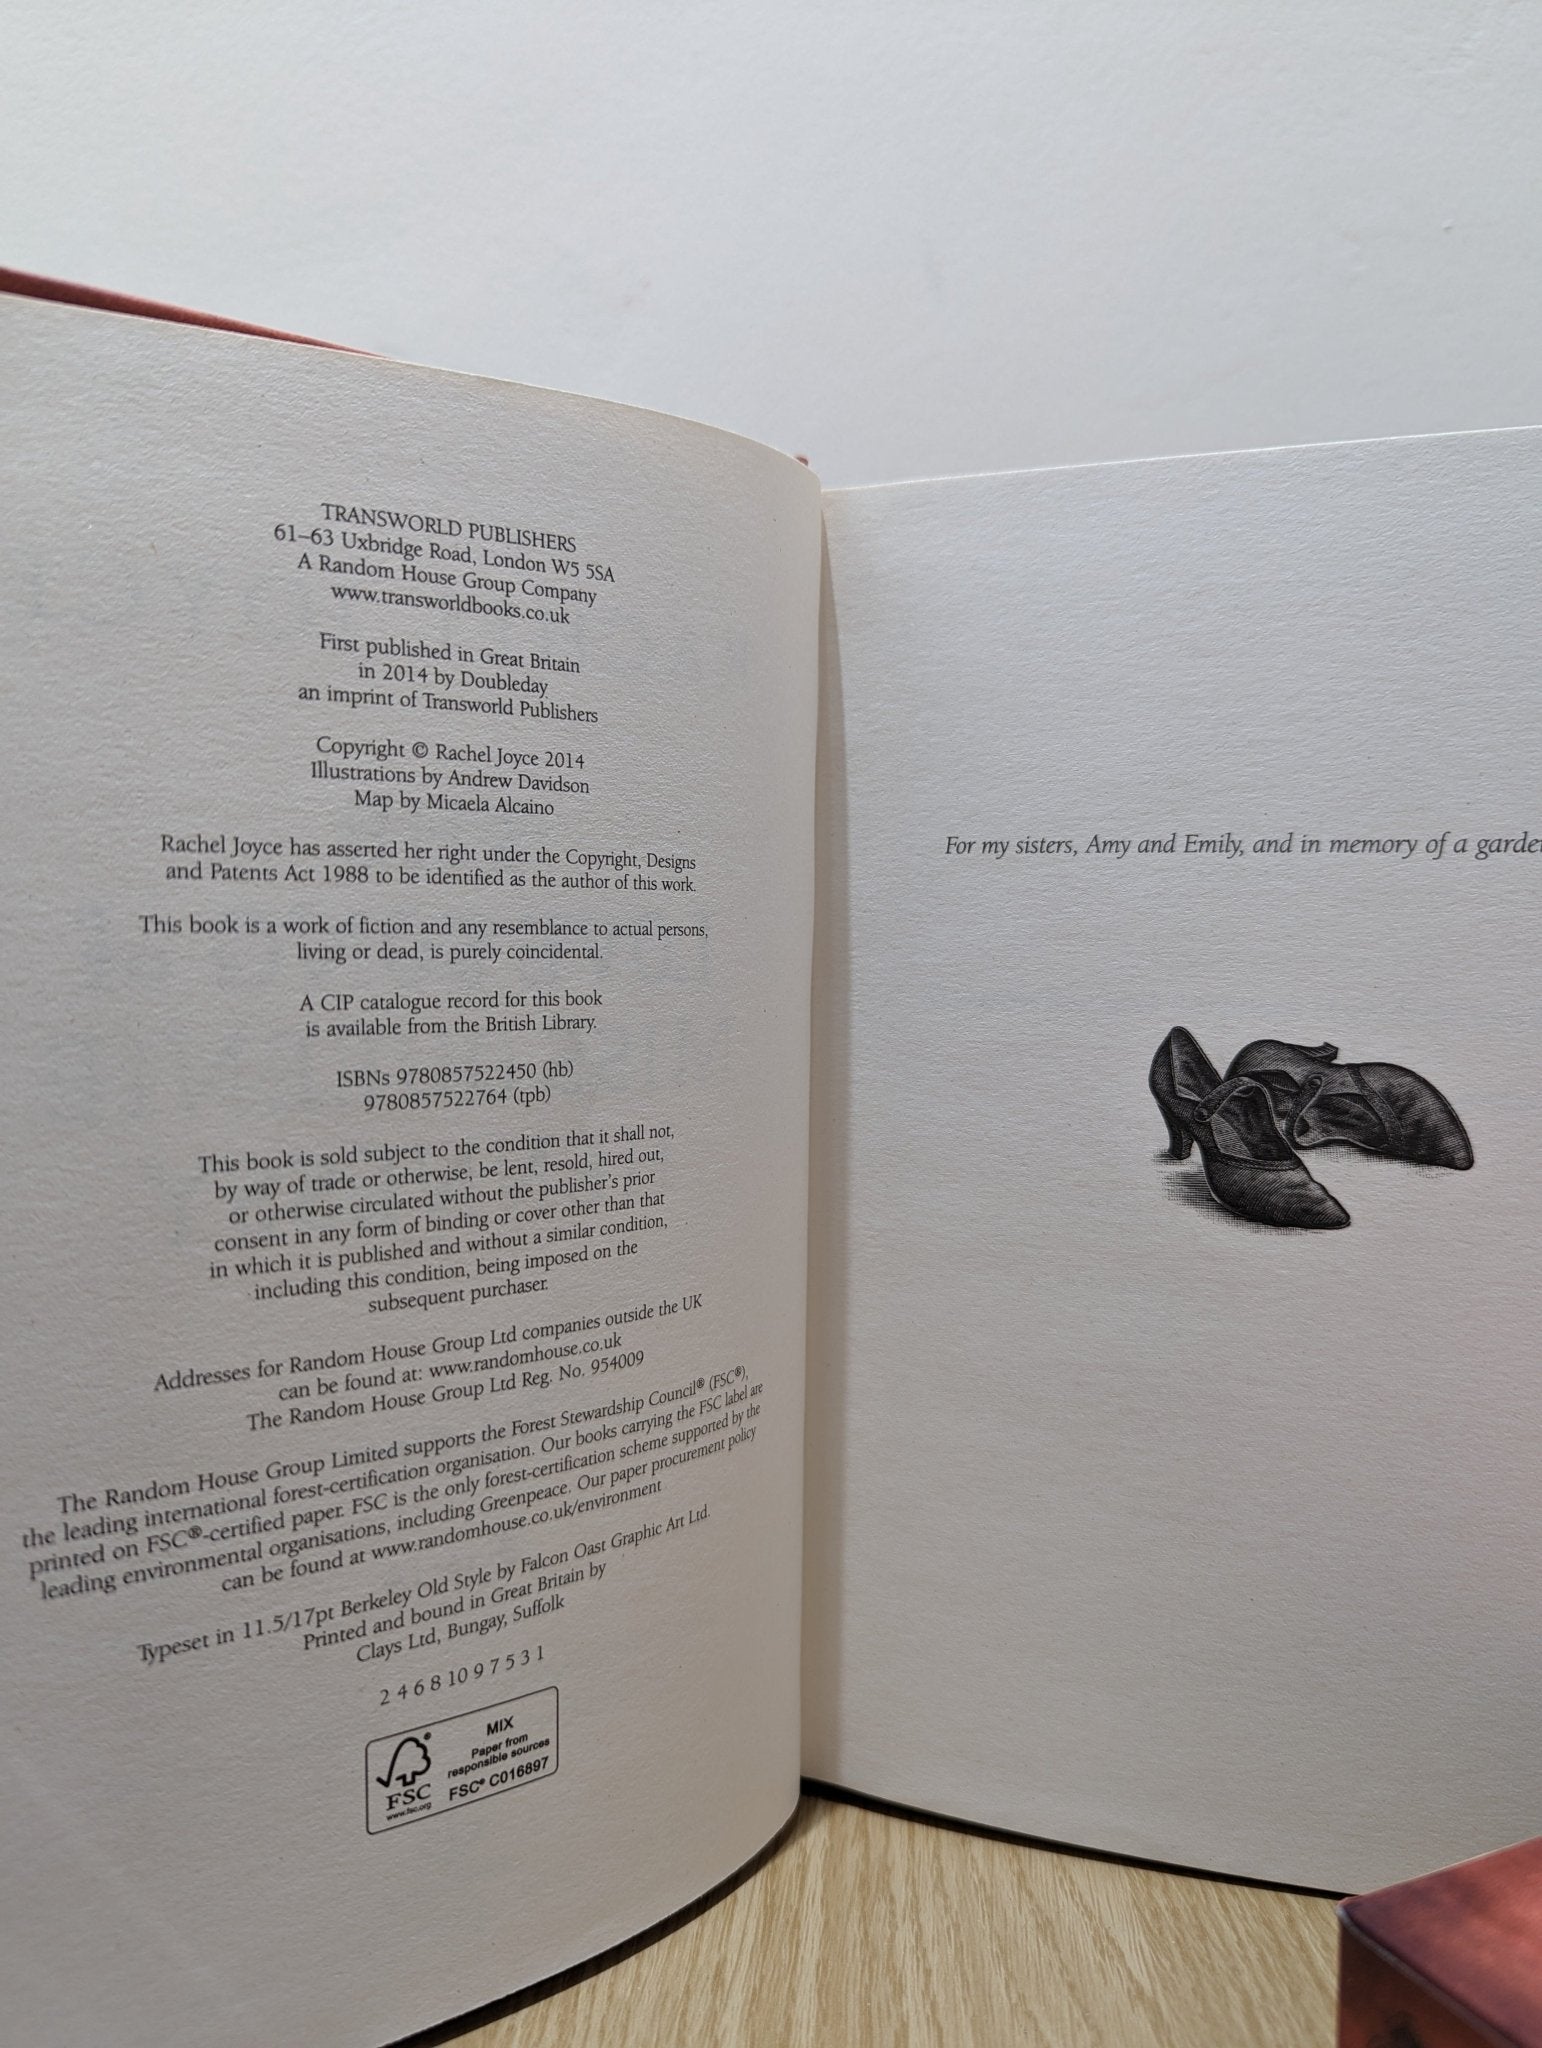 TRANSWORLD PUBLISHERS
61–63 Uxbridge Road, London W5 5SA
A Random House Group Company
www.transworldbooks.co.uk
First published in Great Britain
in 2014 by Doubleday
an imprint of Transworld Publishers
Copyright © Rachel Joyce 2014
Illustrations by Andrew Davidson
Map by Micaela Alcaino
Rachel Joyce has asserted her right under the Copyright, Designs
and Patents Act 1988 to be identified as the author of this work.
This book is a work of fiction and any resemblance to actual persons,
living or dead, is purely coincidental.
A CIP catalogue record for this book
is available from the British Library.
ISBNs 9780857522450 (hb)
9780857522764 (tpb)
This book is sold subject to the condition that it shall not,
by way of trade or otherwise, be lent, resold, hired out,
or otherwise circulated without the publisher's prior
consent in any form of binding or cover other than that
in which it is published and without a similar condition,
including this condition, being imposed on the
subsequent purchaser.
Addresses for Random House Group Ltd companies outside the UK
can be found at: www.randomhouse.co.uk
The Random House Group Ltd Reg. No. 954009
The Random House Group Limited supports the Forest Stewardship Council® (FSC®),
the leading international forest-certification organisation. Our books carrying the FSC label are
printed on FSC®-certified paper. FSC is the only forest-certification scheme supported by the
leading environmental organisations, including Greenpeace. Our paper procurement policy
can be found at www.randomhouse.co.uk/environment
Typeset in 11.5/17pt Berkeley Old Style by Falcon Oast Graphic Art Ltd.
Printed and bound in Great Britain by
Clays Ltd, Bungay, Suffolk
2 4 6 8 10 9 7 5 3 1
FSC
www.fsc.org
MIX
Paper from
responsible sources
FSC® C016897
For my sisters, Amy and Emily, and in memory of a